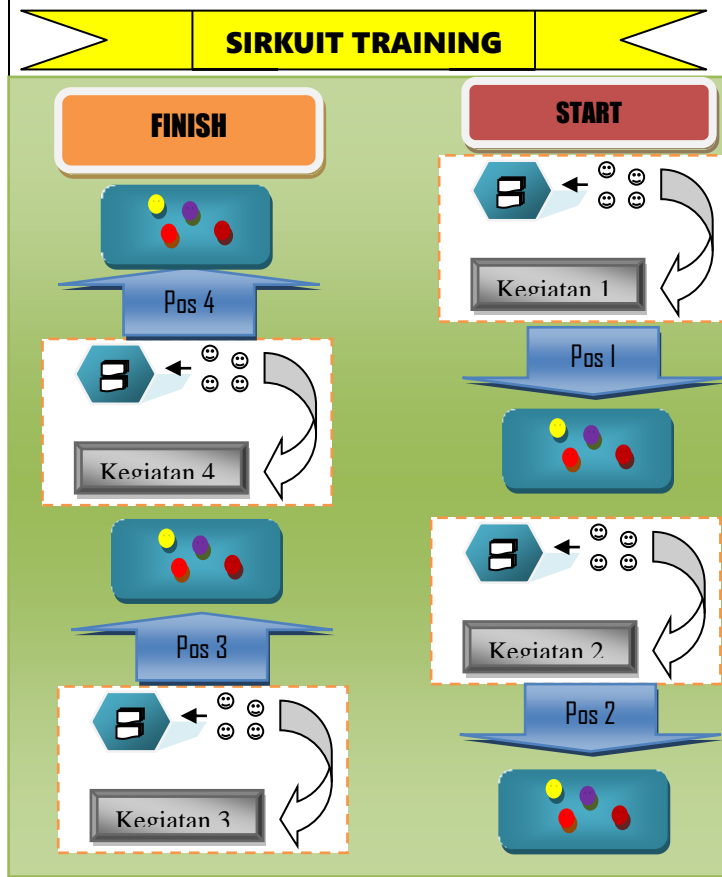 SIRKUIT TRAINING
FINISH
START
Kegiatan 1
Pos 1
Kegiatan 2
Pos 2
Kegiatan 3
Pos 3
Kegiatan 4
Pos 4